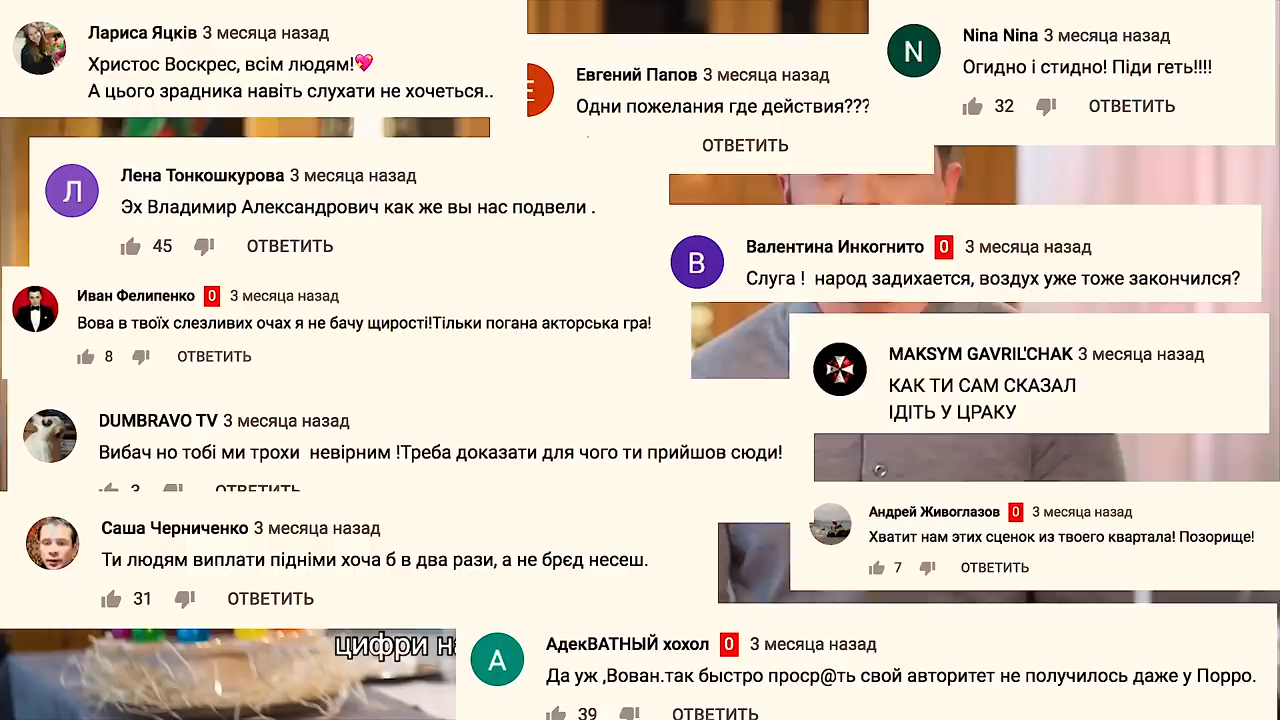 Лариса Яцків 3 месяца назад
Христос Воскрес, всім людям!💖
А цього зрадника навіть слухати не хочеться..
Евгений Папов 3 месяца назад
Одни пожелания где действия???
ОТВЕТИТЬ
N
Nina Nina 3 месяца назад
Огидно і стидно! Піди геть!!!!
32 ОТВЕТИТЬ
Л
Лена Тонкошкурова 3 месяца назад
Эх Владимир Александрович как же вы нас подвели .
45 ОТВЕТИТЬ
В
Валентина Инкогнито 0 3 месяца назад
Слуга ! народ задихается, воздух уже тоже закончился?
Иван Фелипенко 0 3 месяца назад
Вова в твоїх слезливих очах я не бачу щирості!Тільки погана акторська гра!
8 ОТВЕТИТЬ
MAKSYM GAVRIL'CHAK 3 месяца назад
КАК ТИ САМ СКАЗАЛ
ІДІТЬ У ЦРАКУ
DUMBRAVO TV 3 месяца назад
Вибач но тобі ми трохи невірним !Треба доказати для чого ти прийшов сюди!
3 ОТВЕТИТЬ
Саша Черниченко 3 месяца назад
Ти людям виплати підніми хоча б в два рази, а не брєд несеш.
31 ОТВЕТИТЬ
Андрей Живоглазов 0 3 месяца назад
Хватит нам этих сценок из твоего квартала! Позорище!
7 ОТВЕТИТЬ
цифри на
А
АдекВАТНЫЙ хохол 0 3 месяца назад
Да уж ,Вован.так быстро проср@ть свой авторитет не получилось даже у Порро.
39 ОТВЕТИТЬ